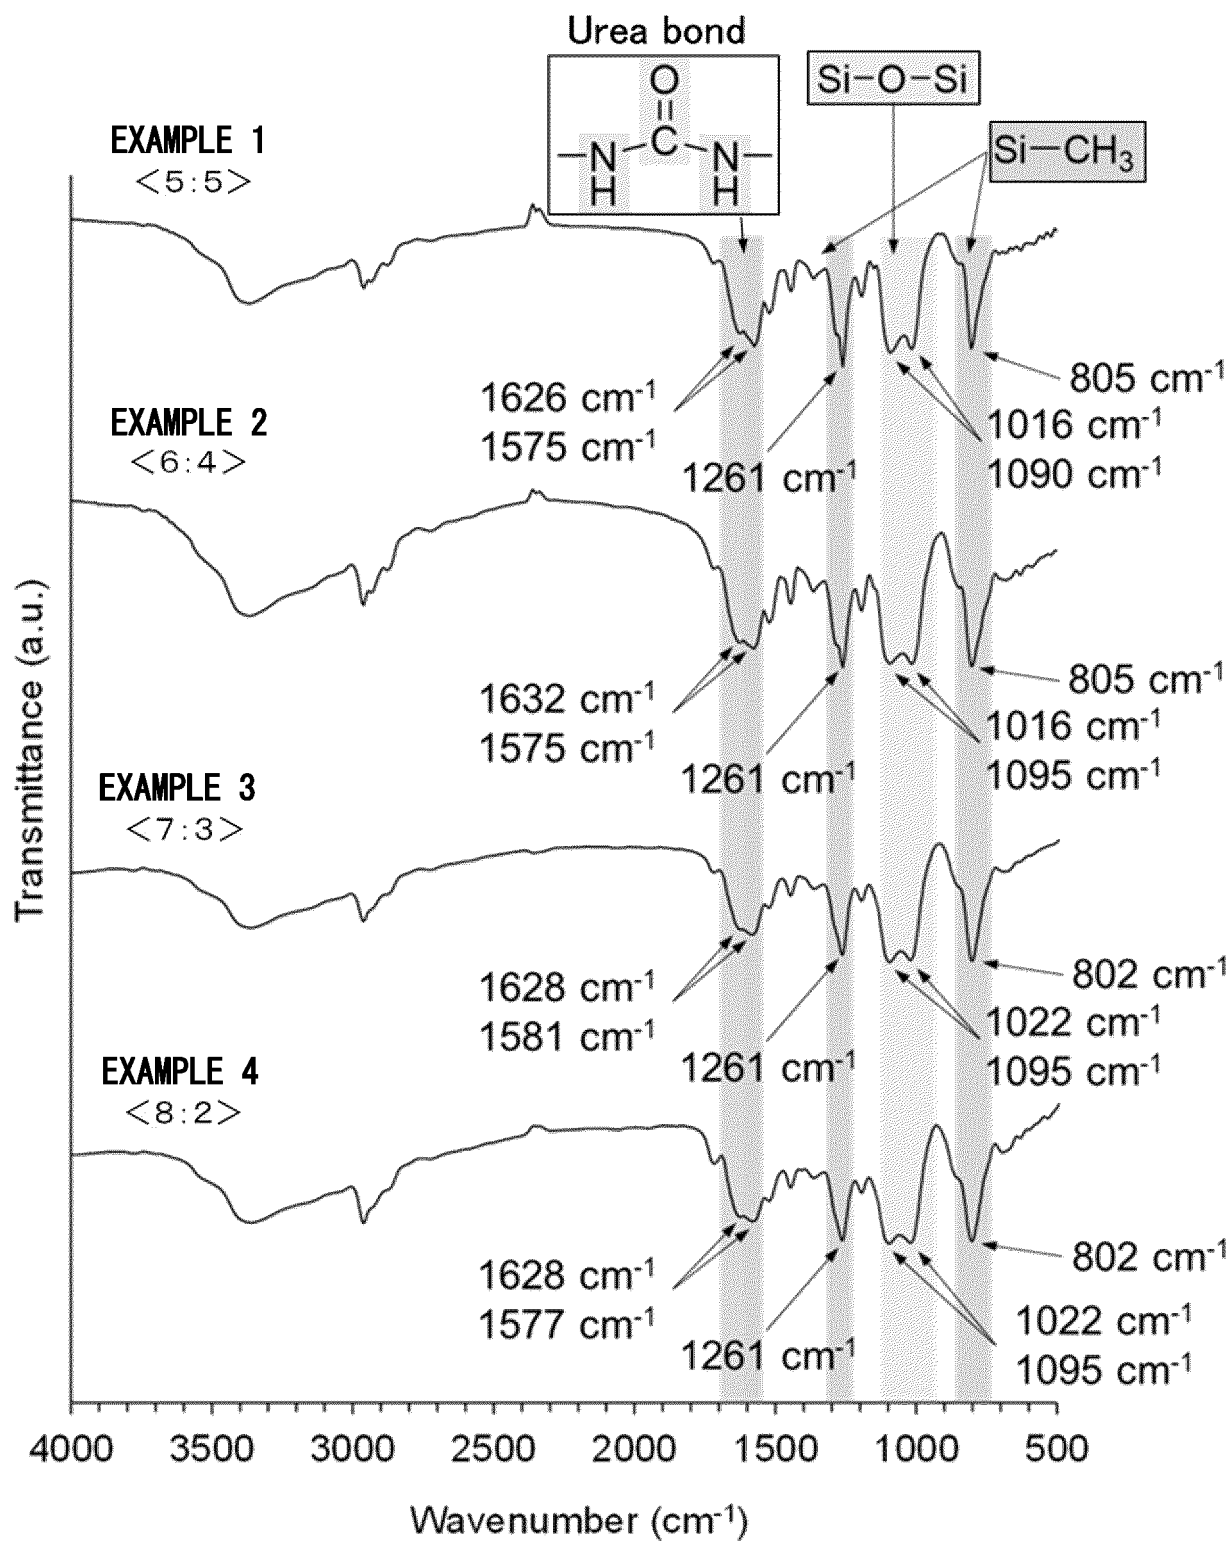 Urea bond
O
C
N
H
N
H
Si–O–Si
Si–CH₃
EXAMPLE 1
<5:5>
1626 cm⁻¹
1575 cm⁻¹
1261 cm⁻¹
805 cm⁻¹
1016 cm⁻¹
1090 cm⁻¹
EXAMPLE 2
<6:4>
1632 cm⁻¹
1575 cm⁻¹
1261 cm⁻¹
805 cm⁻¹
1016 cm⁻¹
1095 cm⁻¹
EXAMPLE 3
<7:3>
1628 cm⁻¹
1581 cm⁻¹
1261 cm⁻¹
802 cm⁻¹
1022 cm⁻¹
1095 cm⁻¹
EXAMPLE 4
<8:2>
1628 cm⁻¹
1577 cm⁻¹
1261 cm⁻¹
802 cm⁻¹
1022 cm⁻¹
1095 cm⁻¹
Transmittance (a.u.)
4000 3500 3000 2500 2000 1500 1000 500
Wavenumber (cm⁻¹)